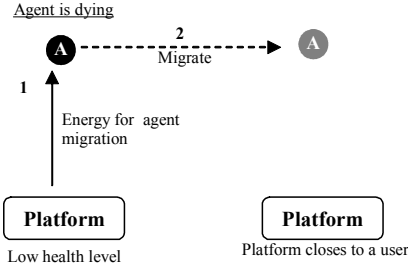 Agent is dying
A
2
A
Migrate
1
Energy for agent
migration
Platform
Platform
Low health level
Platform closes to a user